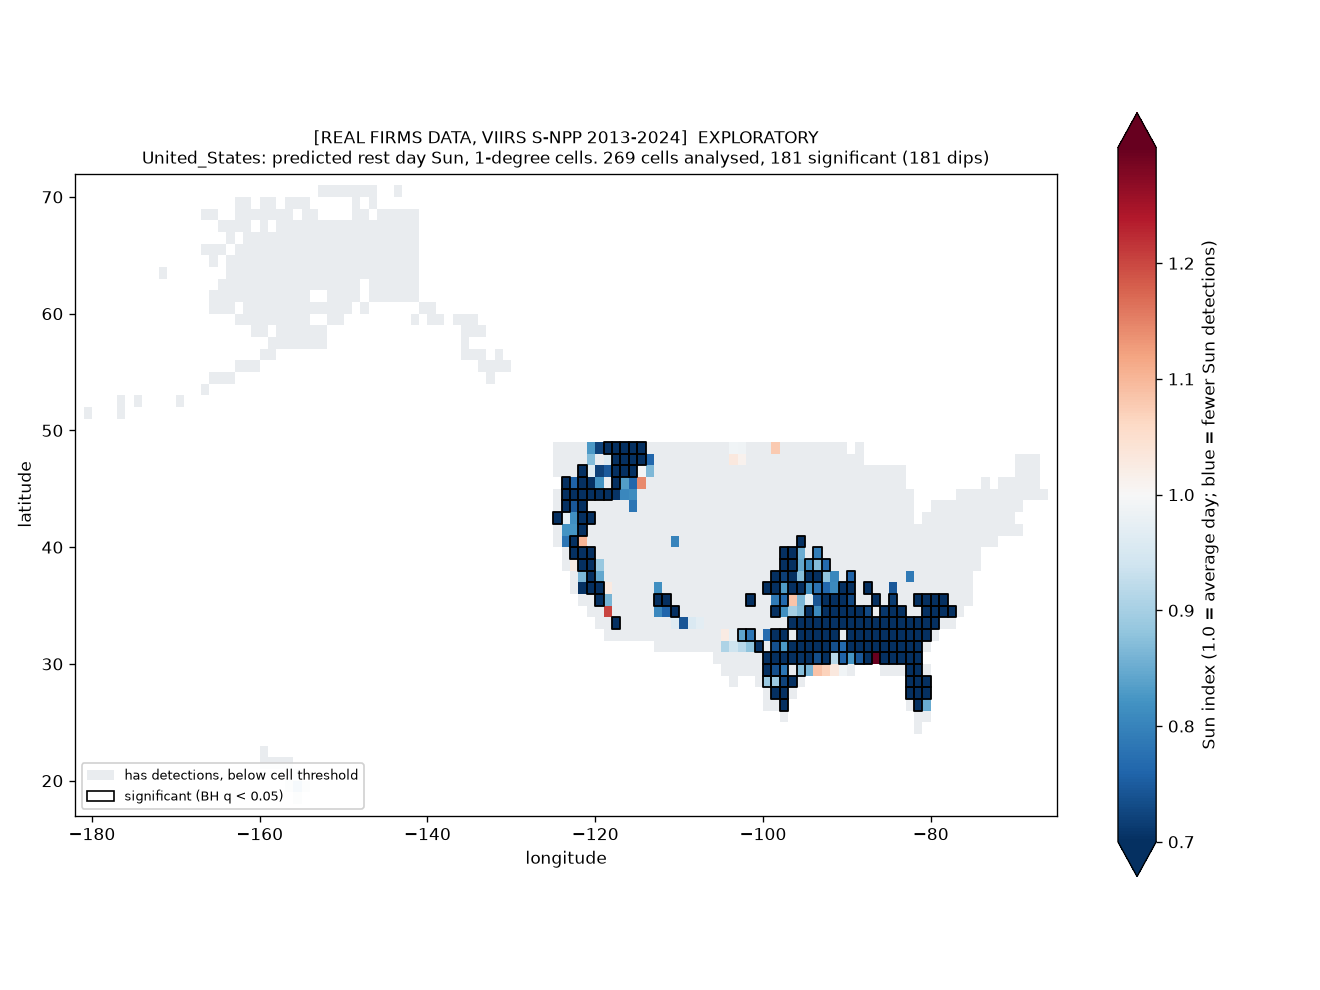 [REAL FIRMS DATA, VIIRS S-NPP 2013-2024]  EXPLORATORY
United_States: predicted rest day Sun, 1-degree cells. 269 cells analysed, 181 significant (181 dips)
70
60
50
40
30
20
latitude
−180
−160
−140
−120
−100
−80
longitude
has detections, below cell threshold
significant (BH q < 0.05)
1.2
1.1
1.0
0.9
0.8
0.7
Sun index (1.0 = average day; blue = fewer Sun detections)